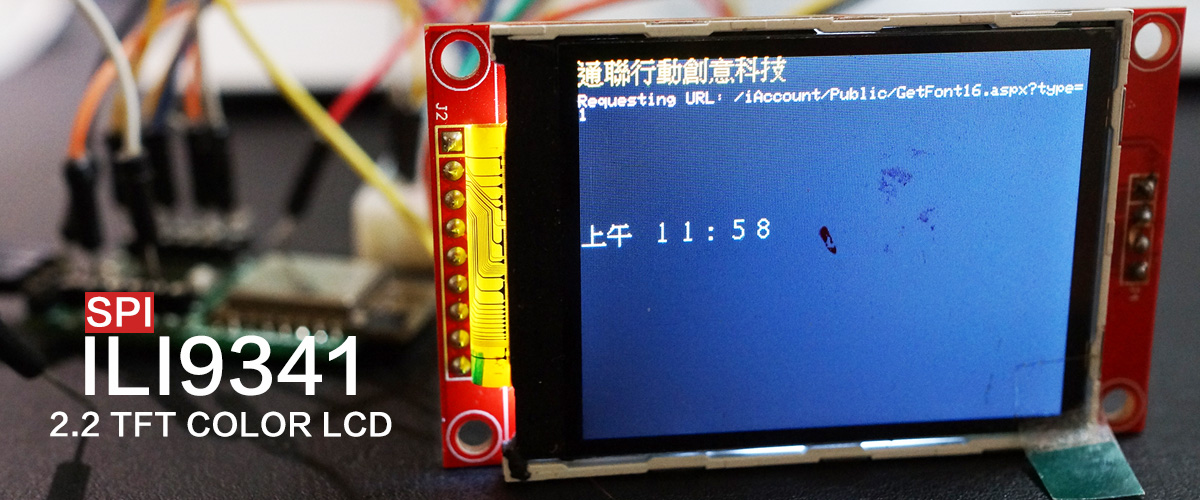 通聯行動創意科技
Requesting URL: /iAccount/Public/GetFont16.aspx?type=
1
上午 11:58
J2
SPI
ILI9341
2.2 TFT COLOR LCD